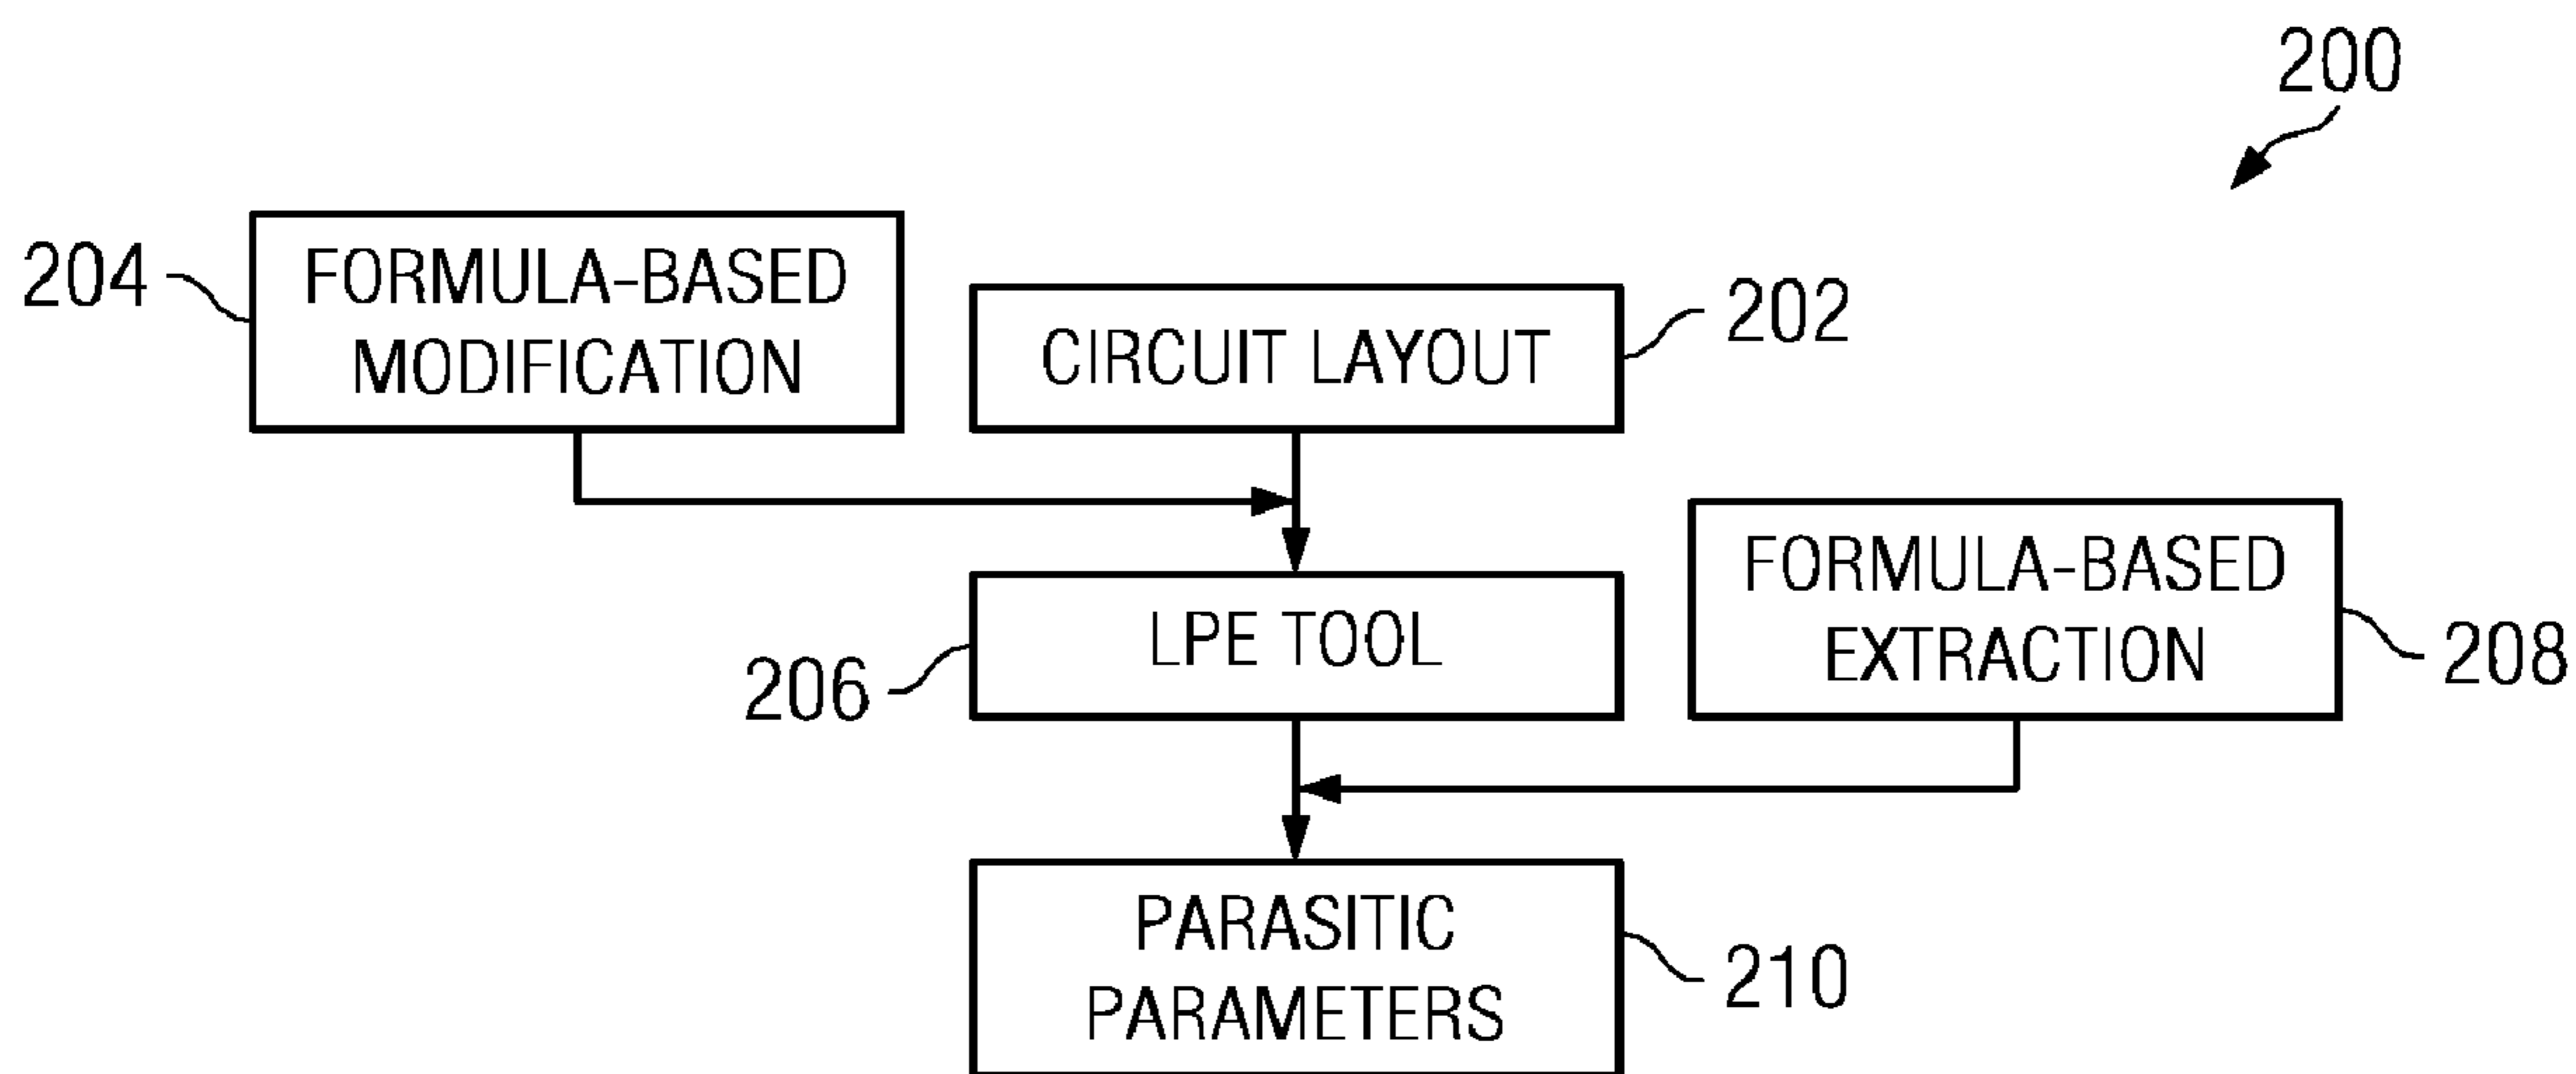 200
204
FORMULA-BASED
MODIFICATION
CIRCUIT LAYOUT
202
LPE TOOL
206
FORMULA-BASED
EXTRACTION
208
PARASITIC
PARAMETERS
210